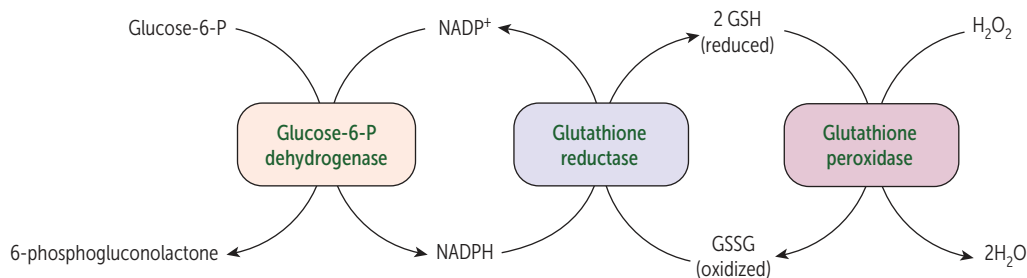 Glucose-6-P
NADP⁺
2 GSH
(reduced)
H₂O₂
Glucose-6-P
dehydrogenase
Glutathione
reductase
Glutathione
peroxidase
6-phosphogluconolactone
NADPH
GSSG
(oxidized)
2H₂O